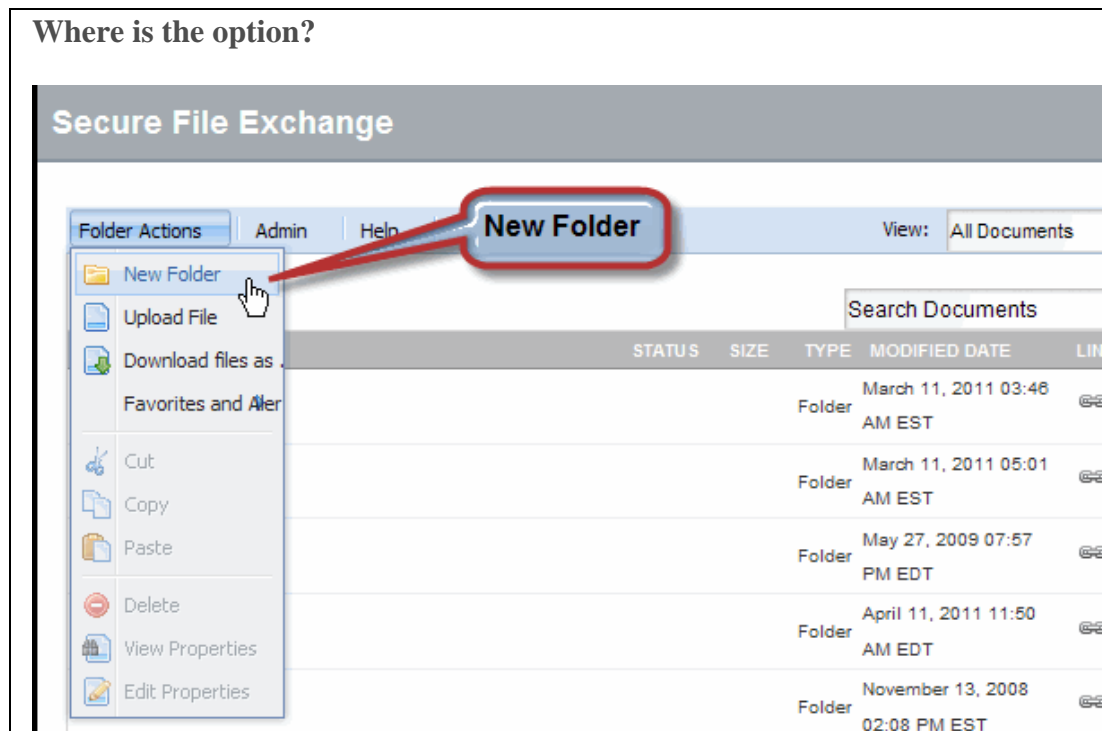 Where is the option?
Secure File Exchange
Folder Actions Admin Help New Folder View: All Documents
New Folder
Search Documents
Upload File
STATUS SIZE TYPE MODIFIED DATE LIN
Download files as .
March 11, 2011 03:46
Favorites and Aler
Folder
AM EST
Cut
March 11, 2011 05:01
Folder
AM EST
Copy
Paste
May 27, 2009 07:57
Folder
PM EDT
Delete
April 11, 2011 11:50
Folder
AM EDT
View Properties
Edit Properties
November 13, 2008
Folder
02:08 PM EST